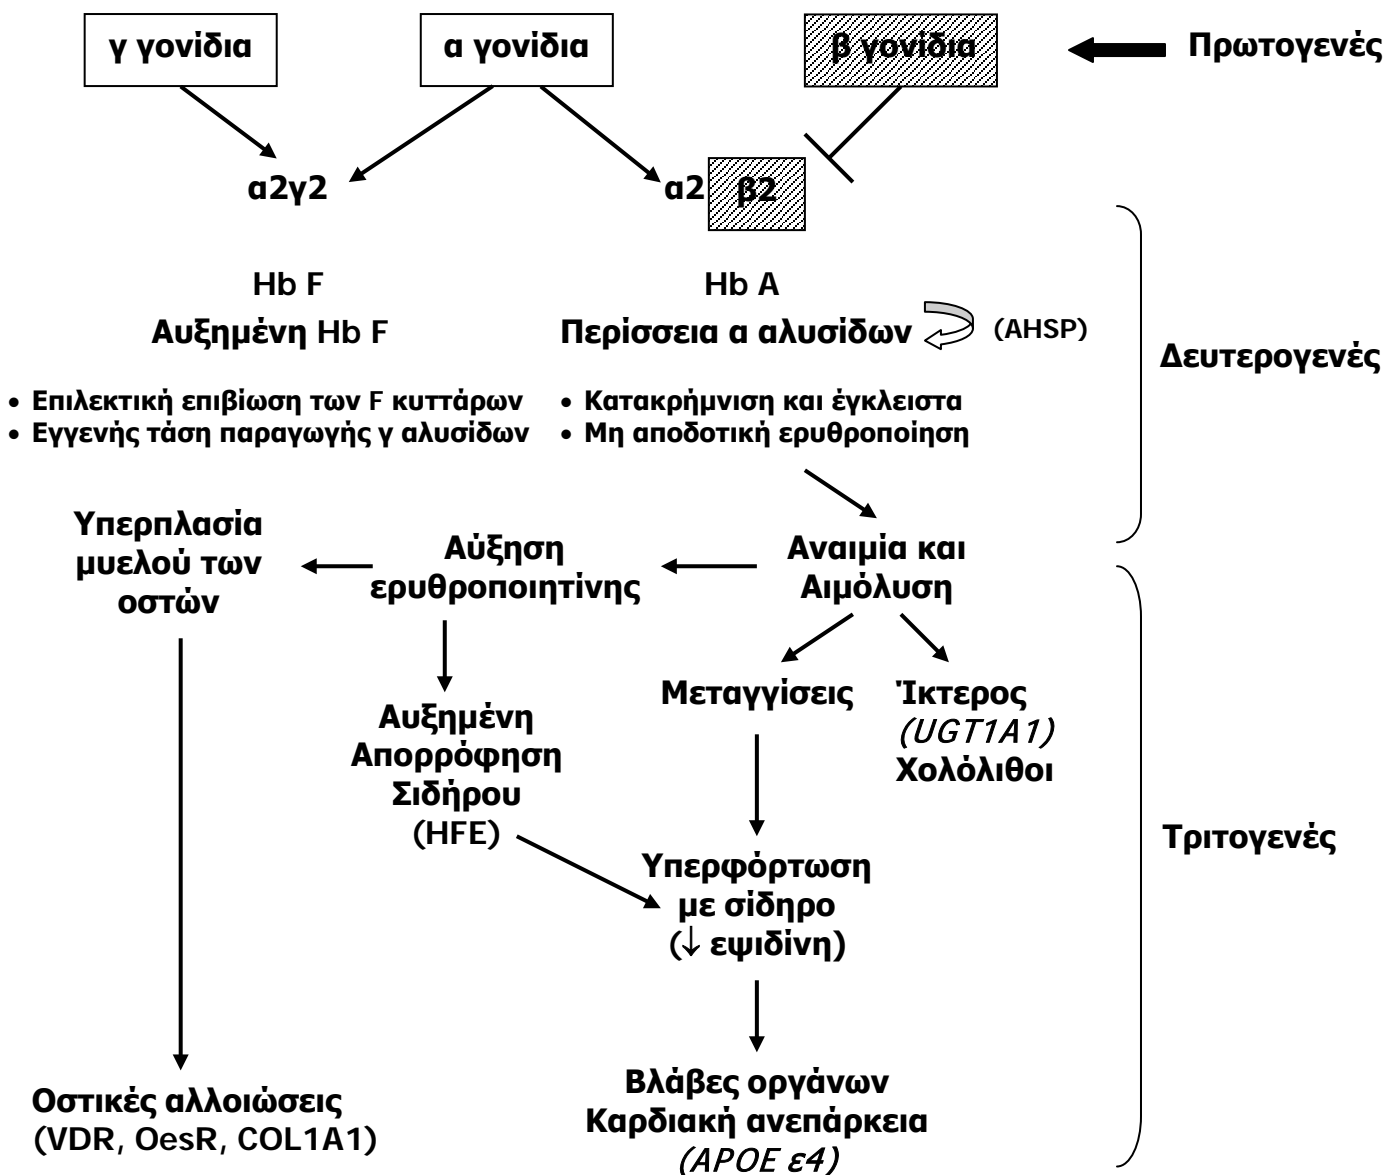 γ γονίδια
α γονίδια
β γονίδια
Πρωτογενές
α2γ2
α2
β2
Hb F
Αυξημένη Hb F
Hb A
Περίσσεια α αλυσίδων
(AHSP)
Δευτερογενές
• Επιλεκτική επιβίωση των F κυττάρων
• Εγγενής τάση παραγωγής γ αλυσίδων
• Κατακρήμνιση και έγκλειστα
• Μη αποδοτική ερυθροποίηση
Υπερπλασία
μυελού των
οστών
Αύξηση
ερυθροποιητίνης
Αναιμία και
Αιμόλυση
Μεταγγίσεις
Ίκτερος
(UGT1A1)
Χολόλιθοι
Αυξημένη
Απορρόφηση
Σιδήρου
(HFE)
Τριτογενές
Υπερφόρτωση
με σίδηρο
(↓ εψιδίνη)
Οστικές αλλοιώσεις
(VDR, OesR, COL1A1)
Βλάβες οργάνων
Καρδιακή ανεπάρκεια
(APOE ε4)